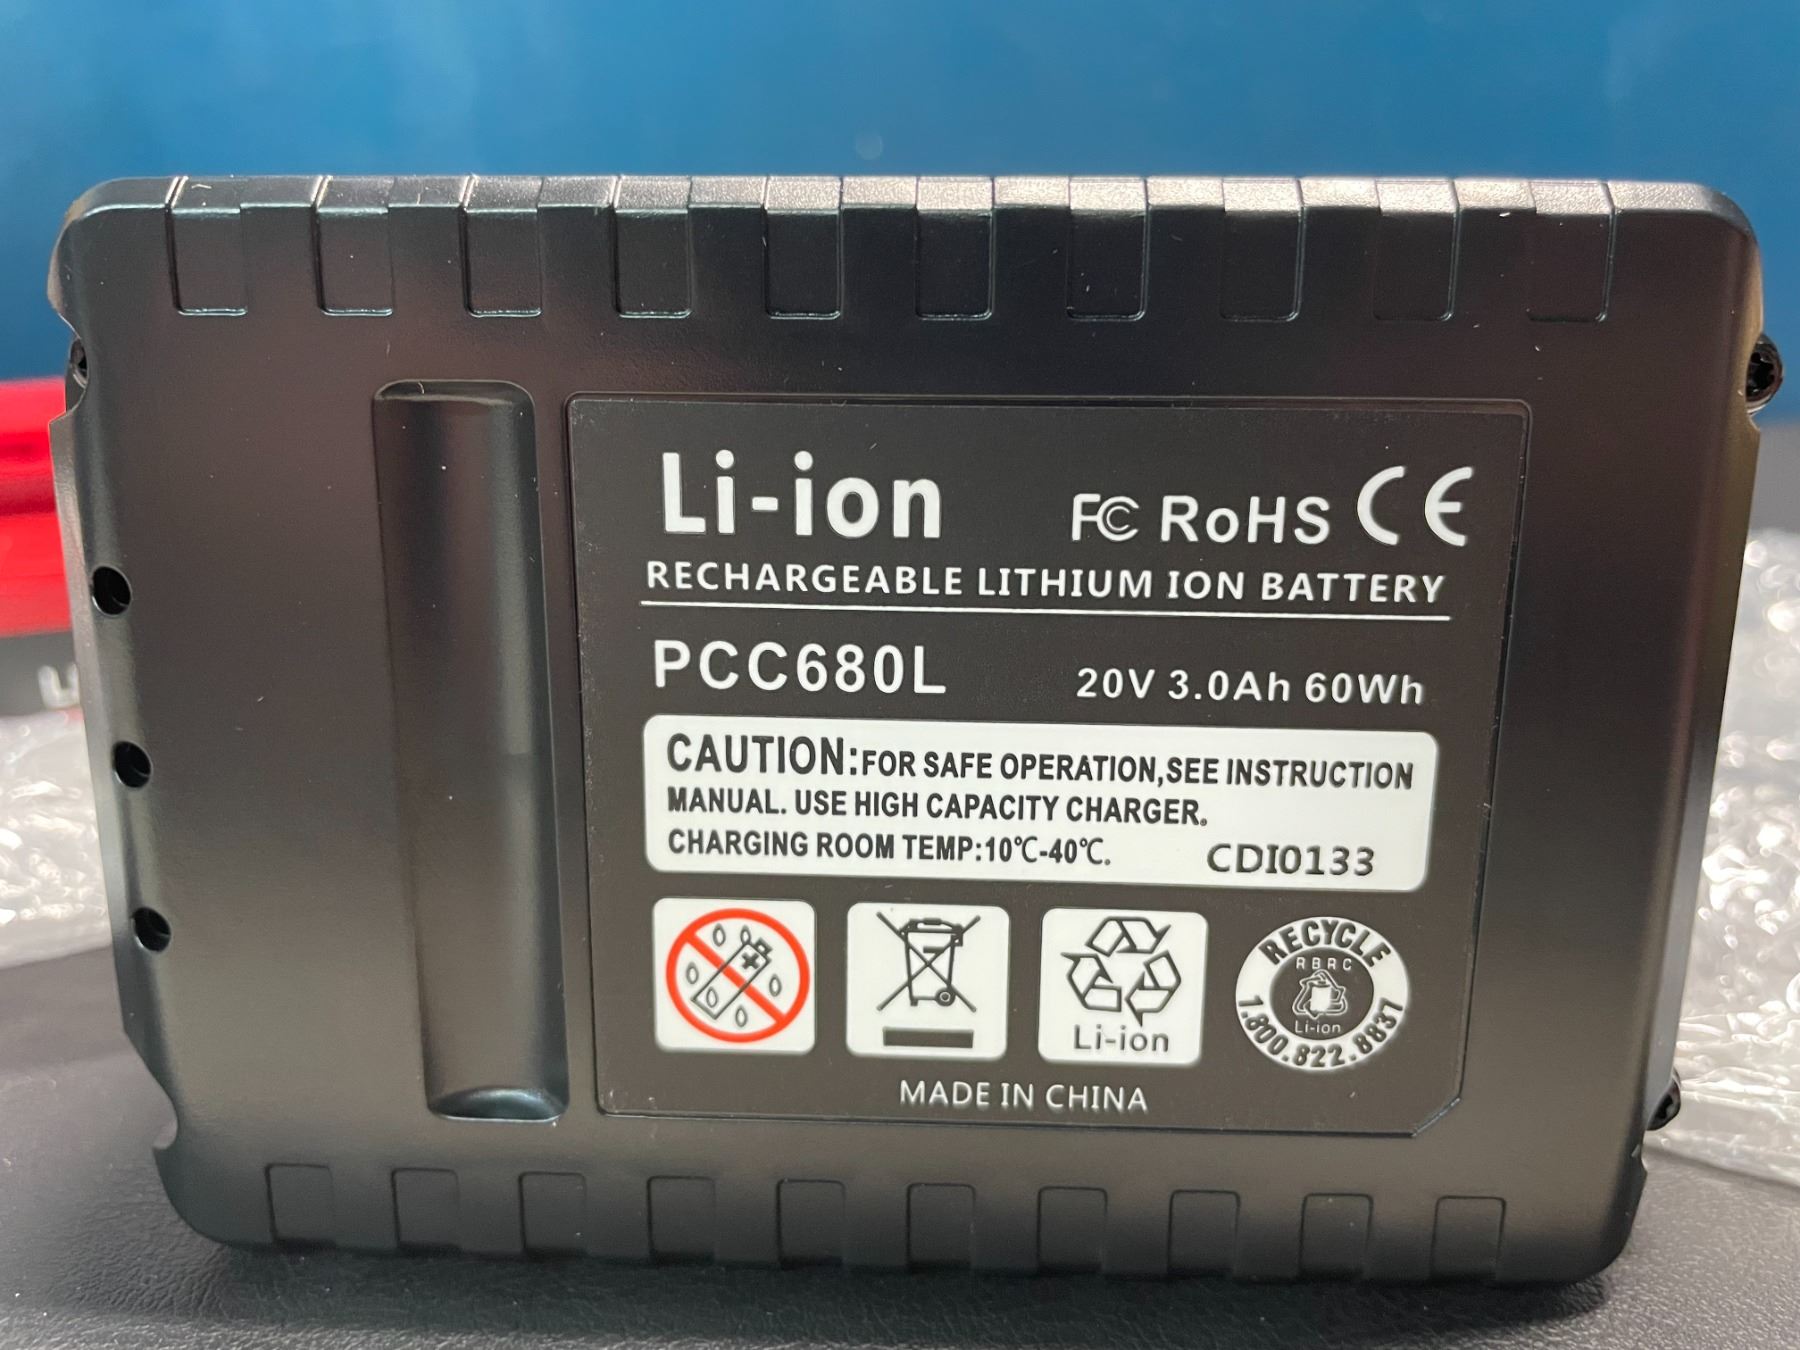 Li-ion FC RoHS CE
RECHARGEABLE LITHIUM ION BATTERY
PCC680L 20V 3.0Ah 60Wh
CAUTION:FOR SAFE OPERATION,SEE INSTRUCTION
MANUAL. USE HIGH CAPACITY CHARGER.
CHARGING ROOM TEMP:10℃-40℃. CDI0133
Li-ion
RECYCLE
RBRC
Li-ion
1.800.822.8837
MADE IN CHINA